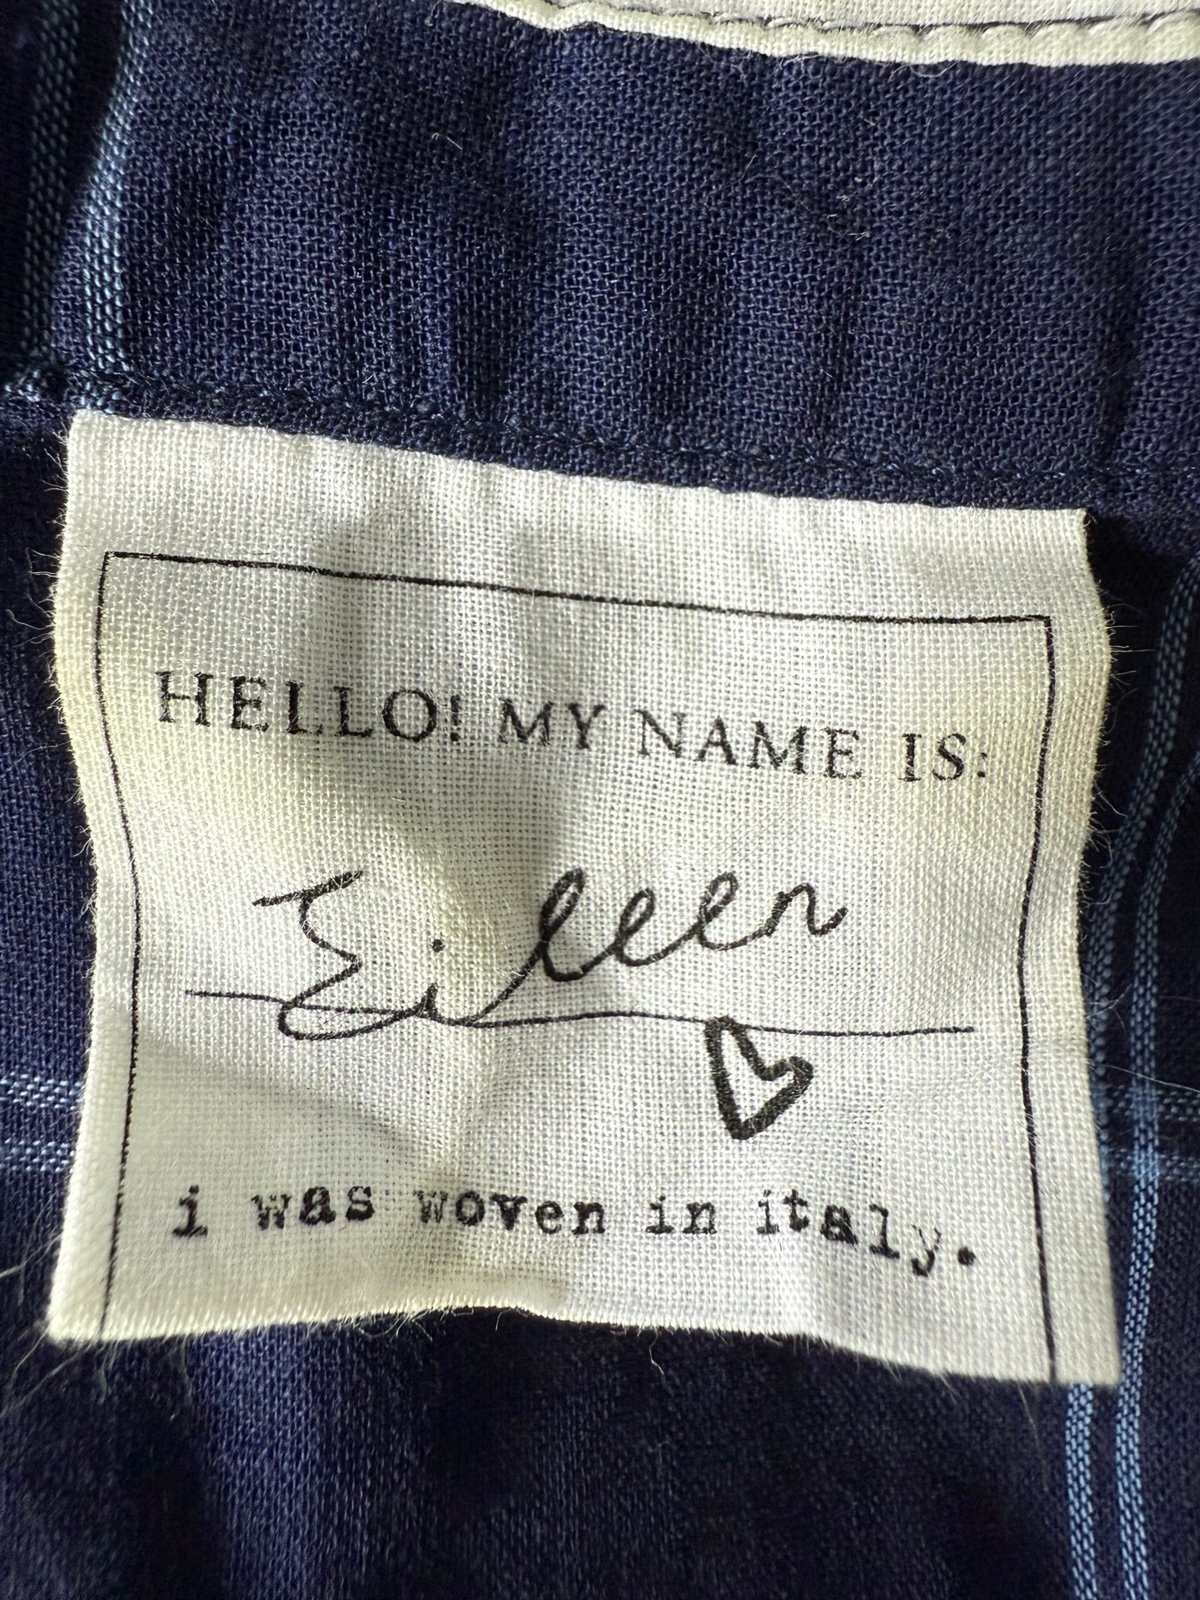 HELLO! MY NAME IS:
Eileen
i was woven in italy.